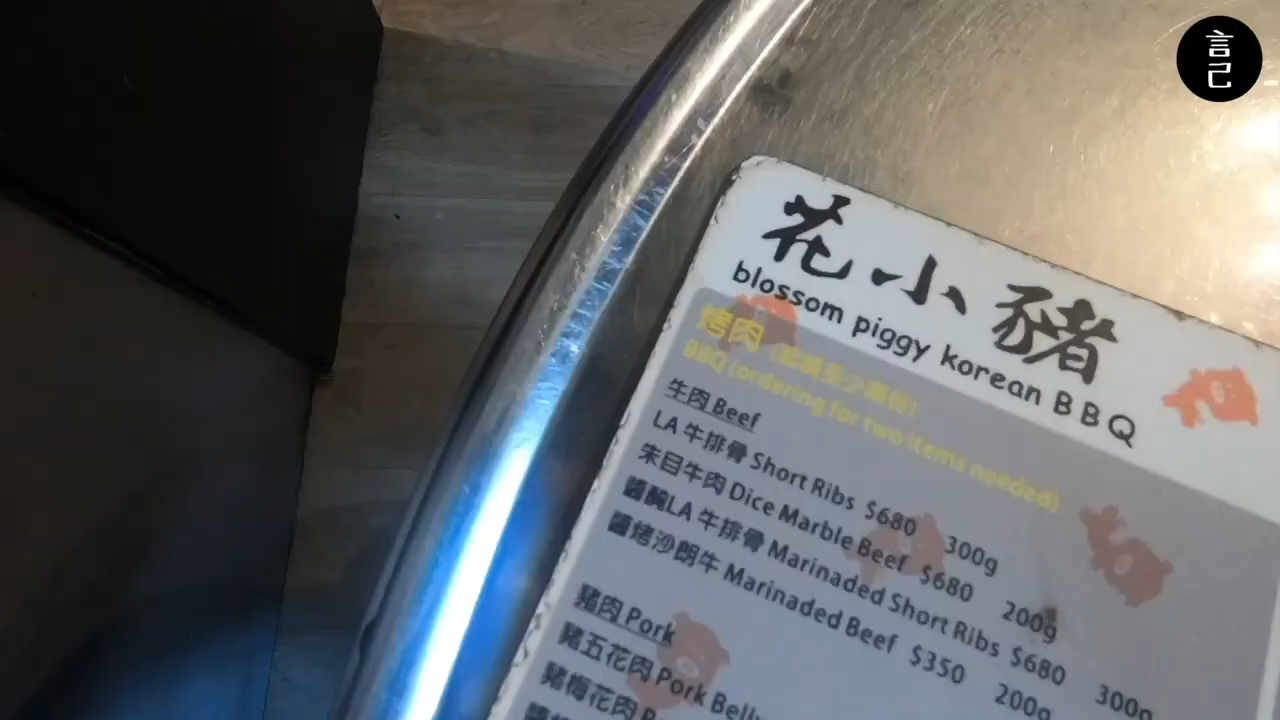 言己
花小豬
blossom piggy korean BBQ
烤肉
BBQ (ordering for two items needed)
牛肉 Beef
LA 牛排骨 Short Ribs $680 300g
朱目牛肉 Dice Marble Beef $680 200g
醬醃LA 牛排骨 Marinaded Short Ribs $680 300g
醬烤沙朗牛 Marinaded Beef $350 200g
豬肉 Pork
豬五花肉 Pork Belly
豬梅花肉